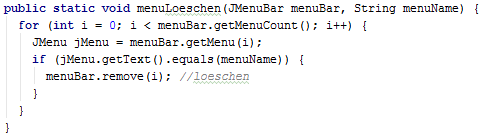 public static void menuLoeschen(JMenuBar menuBar, String menuName) {
  for (int i = 0; i < menuBar.getMenuCount(); i++) {
    JMenu jMenu = menuBar.getMenu(i);
    if (jMenu.getText().equals(menuName)) {
      menuBar.remove(i); //loeschen
    }
  }
}